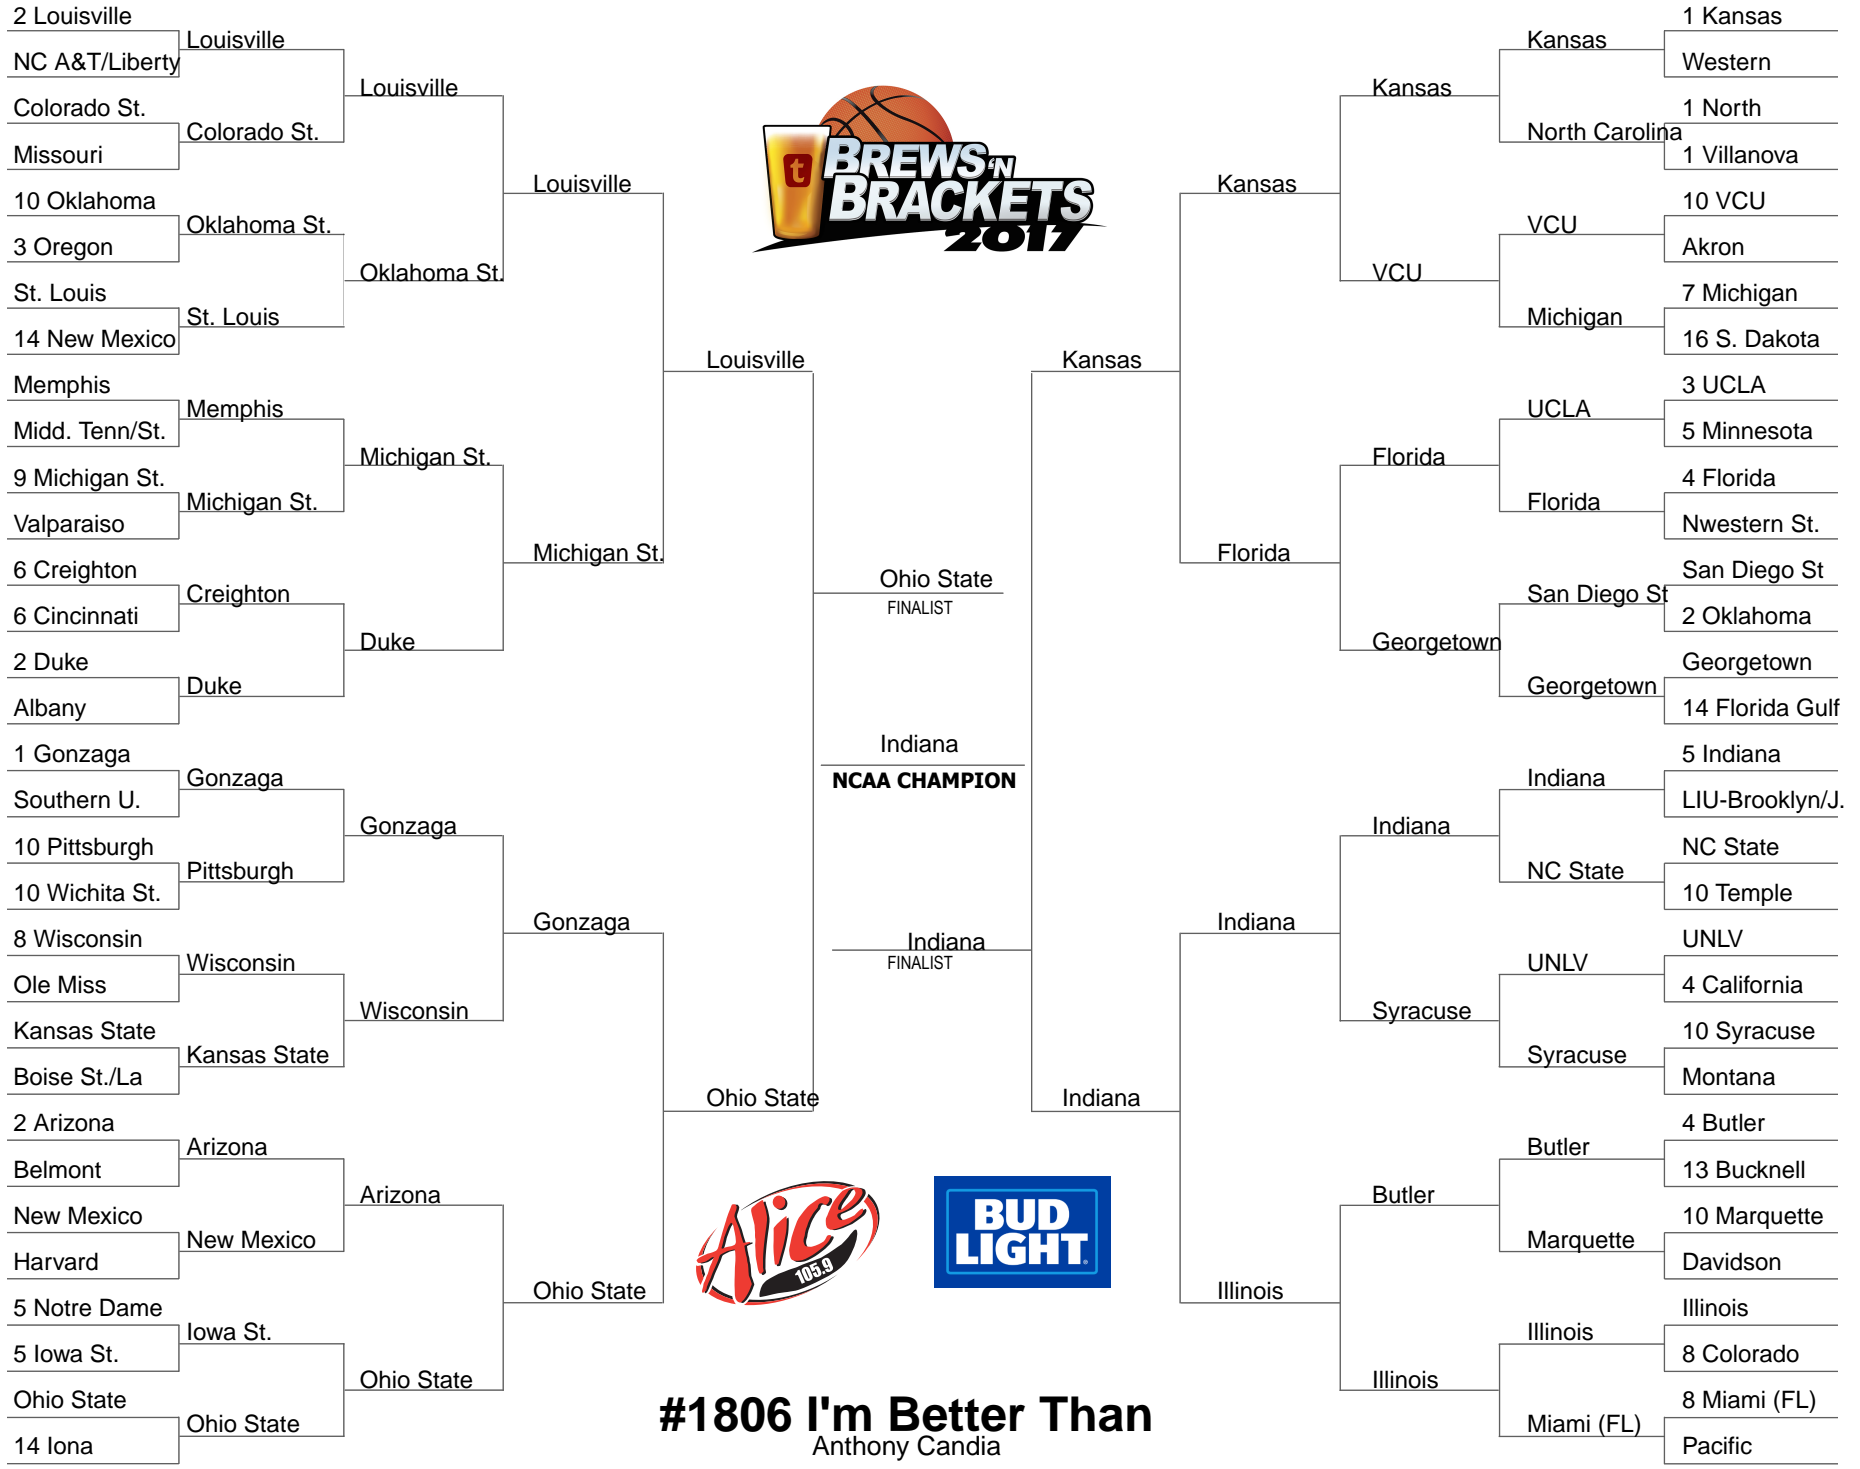 2 Louisville
NC A&T/Liberty
Colorado St.
Missouri
10 Oklahoma
3 Oregon
St. Louis
14 New Mexico
Memphis
Midd. Tenn/St.
9 Michigan St.
Valparaiso
6 Creighton
6 Cincinnati
2 Duke
Albany
1 Gonzaga
Southern U.
10 Pittsburgh
10 Wichita St.
8 Wisconsin
Ole Miss
Kansas State
Boise St./La
2 Arizona
Belmont
New Mexico
Harvard
5 Notre Dame
5 Iowa St.
Ohio State
14 Iona
Louisville
Colorado St.
Oklahoma St.
St. Louis
Memphis
Michigan St.
Creighton
Duke
Gonzaga
Pittsburgh
Wisconsin
Kansas State
Arizona
New Mexico
Iowa St.
Ohio State
Louisville
Oklahoma St.
Michigan St.
Duke
Gonzaga
Wisconsin
Arizona
Ohio State
Louisville
Michigan St.
Gonzaga
Ohio State
Louisville
Ohio State
t
BREWS 'N
BRACKETS
2017
Ohio State
FINALIST
Indiana
NCAA CHAMPION
Indiana
FINALIST
Alice
105.9
BUD
LIGHT
#1806 I'm Better Than
Anthony Candia
Kansas
Indiana
Kansas
Florida
Indiana
Illinois
Kansas
VCU
Florida
Georgetown
Indiana
Syracuse
Butler
Illinois
Kansas
North Carolina
VCU
Michigan
UCLA
Florida
San Diego St
Georgetown
Indiana
NC State
UNLV
Syracuse
Butler
Marquette
Illinois
Miami (FL)
1 Kansas
Western
1 North
1 Villanova
10 VCU
Akron
7 Michigan
16 S. Dakota
3 UCLA
5 Minnesota
4 Florida
Nwestern St.
San Diego St
2 Oklahoma
Georgetown
14 Florida Gulf
5 Indiana
LIU-Brooklyn/J.
NC State
10 Temple
UNLV
4 California
10 Syracuse
Montana
4 Butler
13 Bucknell
10 Marquette
Davidson
Illinois
8 Colorado
8 Miami (FL)
Pacific